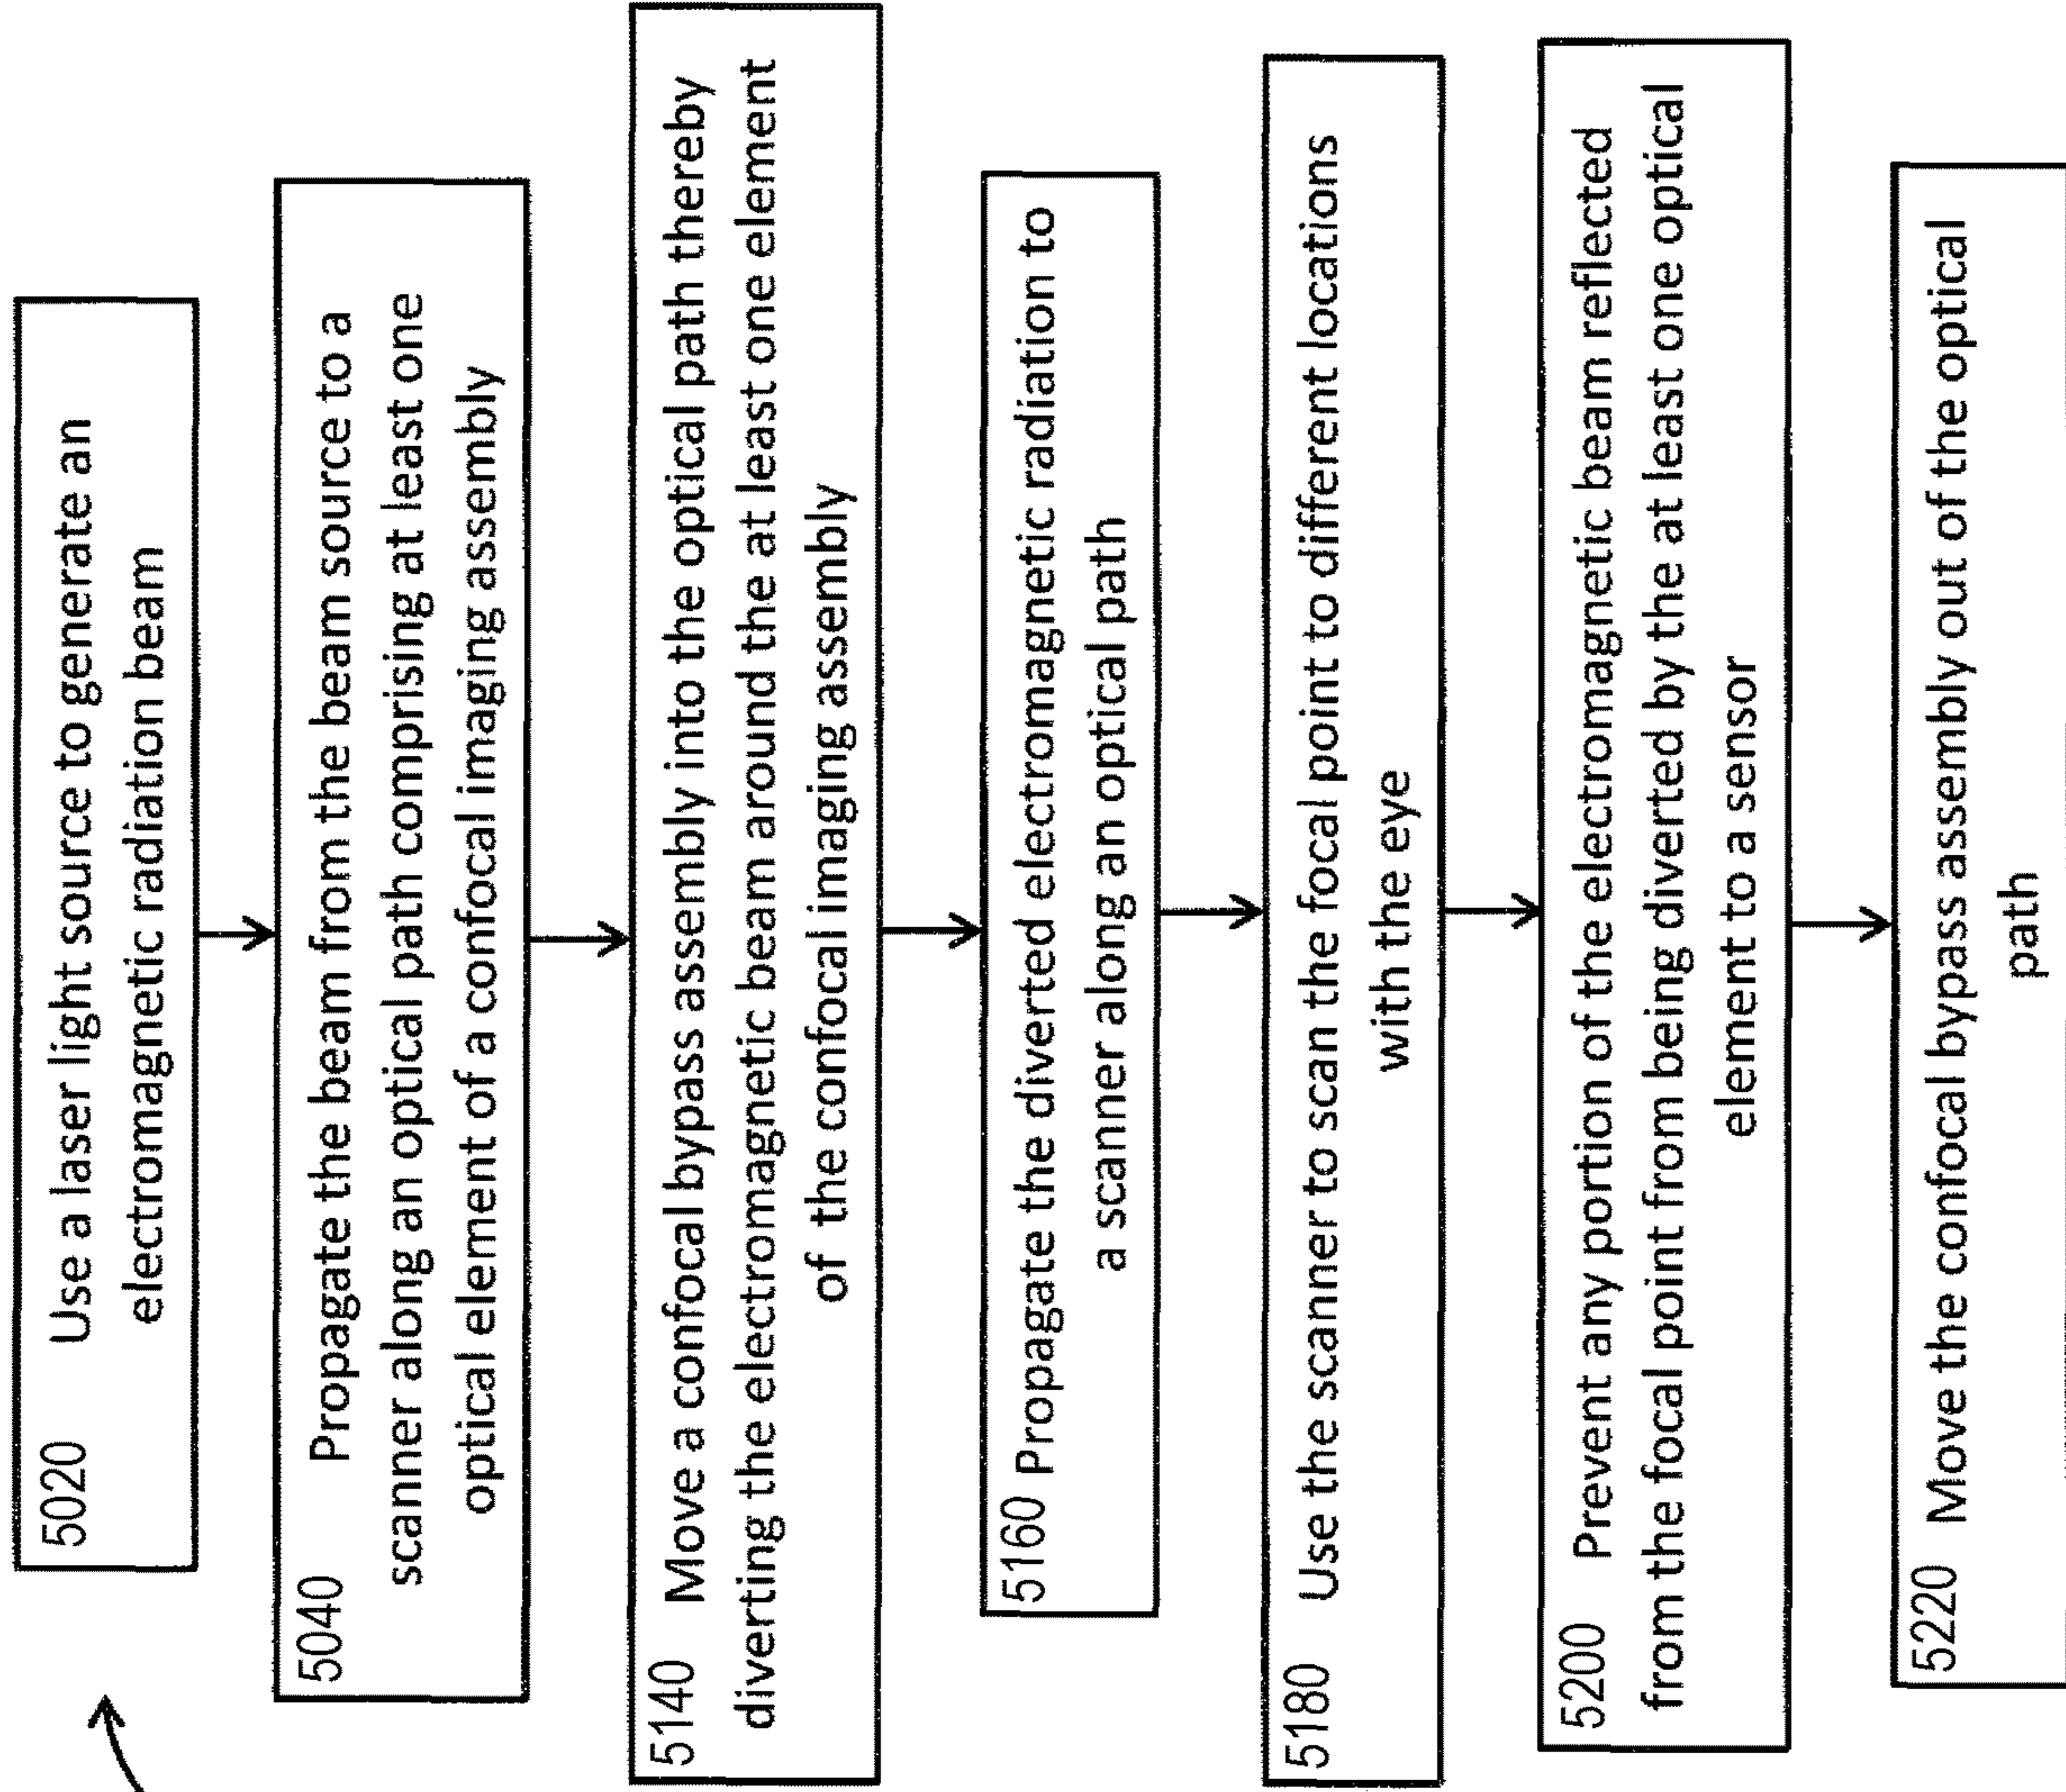 5020 Use a laser light source to generate an
electromagnetic radiation beam
5040 Propagate the beam from the beam source to a
scanner along an optical path comprising at least one
optical element of a confocal imaging assembly
5140 Move a confocal bypass assembly into the optical path thereby
diverting the electromagnetic beam around the at least one element
of the confocal imaging assembly
5160 Propagate the diverted electromagnetic radiation to
a scanner along an optical path
5180 Use the scanner to scan the focal point to different locations
with the eye
5200 Prevent any portion of the electromagnetic beam reflected
from the focal point from being diverted by the at least one optical
element to a sensor
5220 Move the confocal bypass assembly out of the optical
path